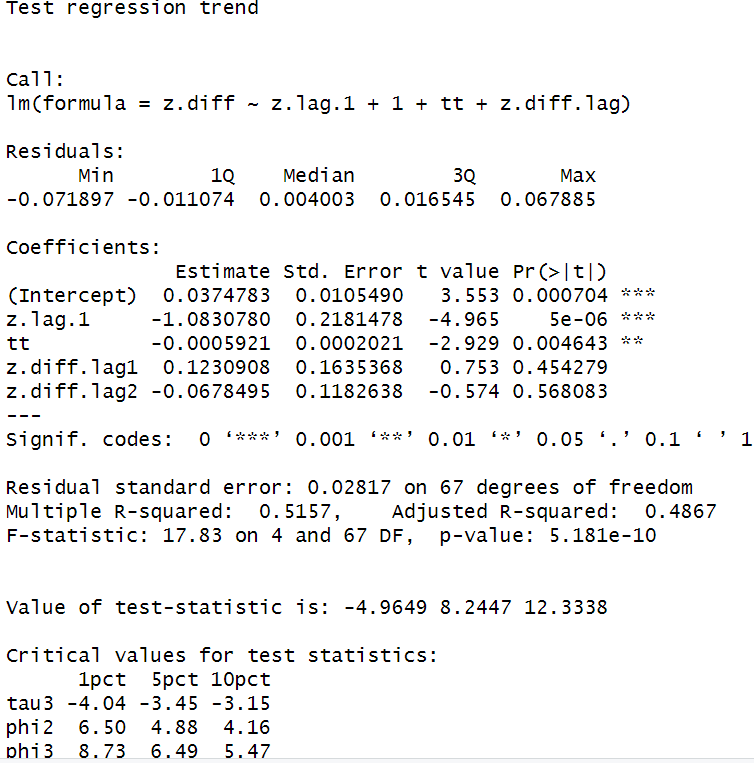 Test regression trend
Call:
lm(formula = z.diff ~ z.lag.1 + 1 + tt + z.diff.lag)
Residuals:
Min 1Q Median 3Q Max
-0.071897 -0.011074 0.004003 0.016545 0.067885
Coefficients:
Estimate Std. Error t value Pr(>|t|)
(Intercept) 0.0374783 0.0105490 3.553 0.000704 ***
z.lag.1 -1.0830780 0.2181478 -4.965 5e-06 ***
tt -0.0005921 0.0002021 -2.929 0.004643 **
z.diff.lag1 0.1230908 0.1635368 0.753 0.454279
z.diff.lag2 -0.0678495 0.1182638 -0.574 0.568083
---
Signif. codes: 0 ‘***’ 0.001 ‘**’ 0.01 ‘*’ 0.05 ‘.’ 0.1 ‘ ’ 1
Residual standard error: 0.02817 on 67 degrees of freedom
Multiple R-squared: 0.5157, Adjusted R-squared: 0.4867
F-statistic: 17.83 on 4 and 67 DF, p-value: 5.181e-10
Value of test-statistic is: -4.9649 8.2447 12.3338
Critical values for test statistics:
1pct 5pct 10pct
tau3 -4.04 -3.45 -3.15
phi2 6.50 4.88 4.16
phi3 8.73 6.49 5.47